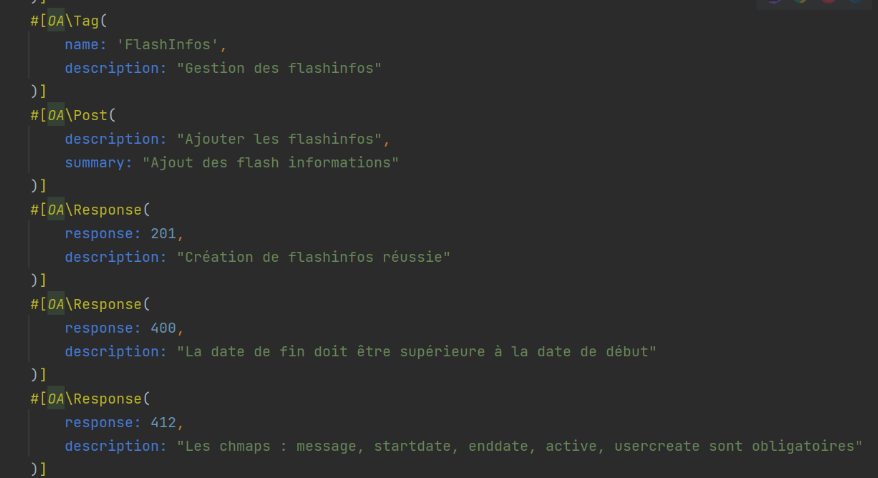 #[OA\Tag(
name: 'FlashInfos',
description: "Gestion des flashinfos"
)]
#[OA\Post(
description: "Ajouter les flashinfos",
summary: "Ajout des flash informations"
)]
#[OA\Response(
response: 201,
description: "Création de flashinfos réussie"
)]
#[OA\Response(
response: 400,
description: "La date de fin doit être supérieure à la date de début"
)]
#[OA\Response(
response: 412,
description: "Les chmaps : message, startdate, enddate, active, usercreate sont obligatoires"
)]